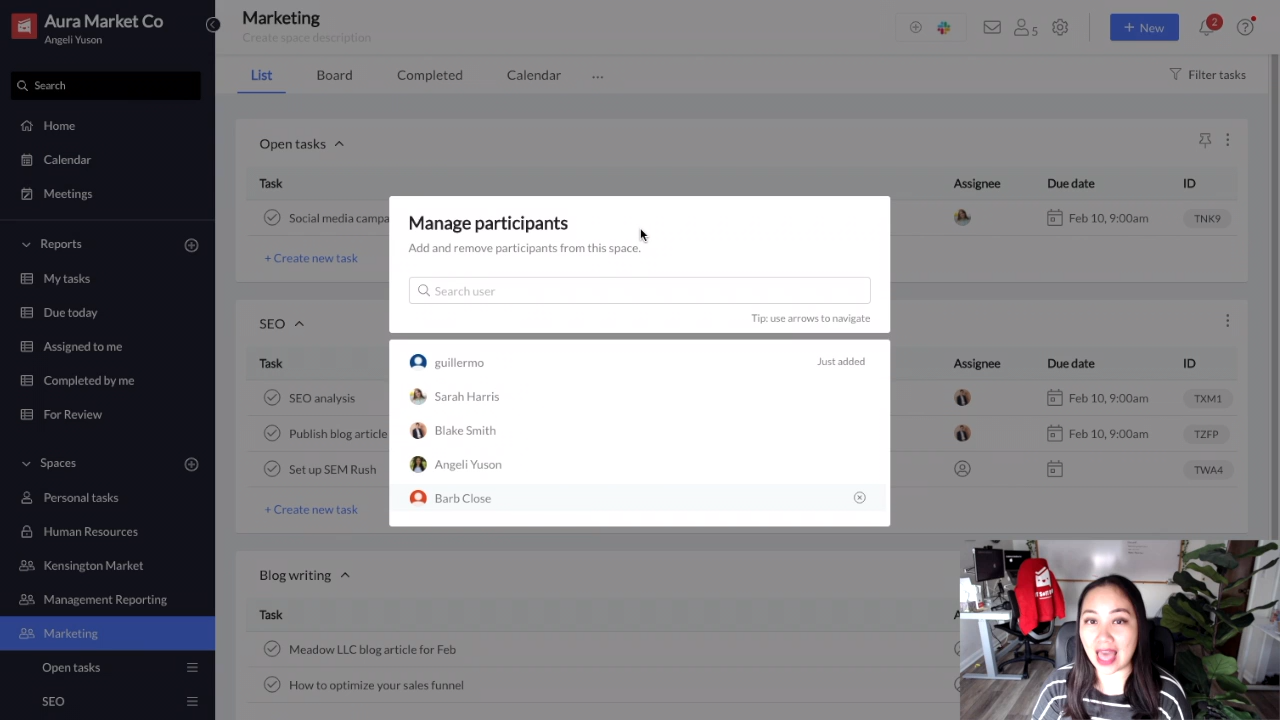 Aura Market Co
Angeli Yuson
Search
Home
Calendar
Meetings
Reports
My tasks
Due today
Assigned to me
Completed by me
For Review
Spaces
Personal tasks
Human Resources
Kensington Market
Management Reporting
Marketing
Open tasks
SEO
Marketing
Create space description
5
+ New
2
List
Board
Completed
Calendar
...
Filter tasks
Open tasks
Task
Assignee
Due date
ID
Social media campa
Feb 10, 9:00am
TNK9
+ Create new task
SEO
Task
Assignee
Due date
ID
SEO analysis
Feb 10, 9:00am
TXM1
Publish blog article
Feb 10, 9:00am
TZFP
Set up SEM Rush
TWA4
+ Create new task
Blog writing
Task
A
Meadow LLC blog article for Feb
How to optimize your sales funnel
Manage participants
Add and remove participants from this space.
Search user
Tip: use arrows to navigate
guillermo
Just added
Sarah Harris
Blake Smith
Angeli Yuson
Barb Close